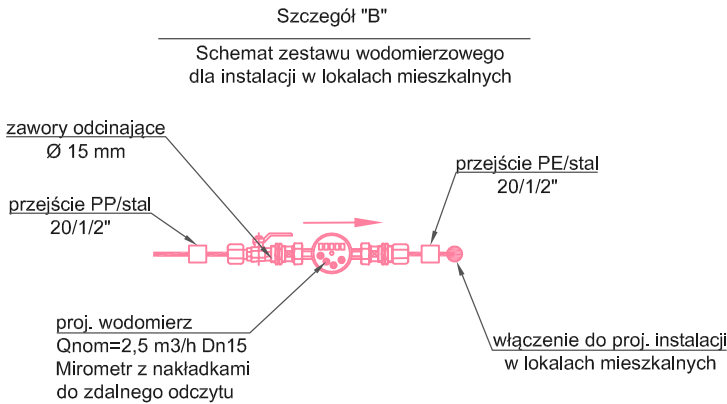 Szczegół "B"
Schemat zestawu wodomierzowego
dla instalacji w lokalach mieszkalnych
zawory odcinające
Ø 15 mm
przejście PP/stal
20/1/2"
przejście PE/stal
20/1/2"
proj. wodomierz
Qnom=2,5 m3/h Dn15
Mirometr z nakładkami
do zdalnego odczytu
włączenie do proj. instalacji
w lokalach mieszkalnych